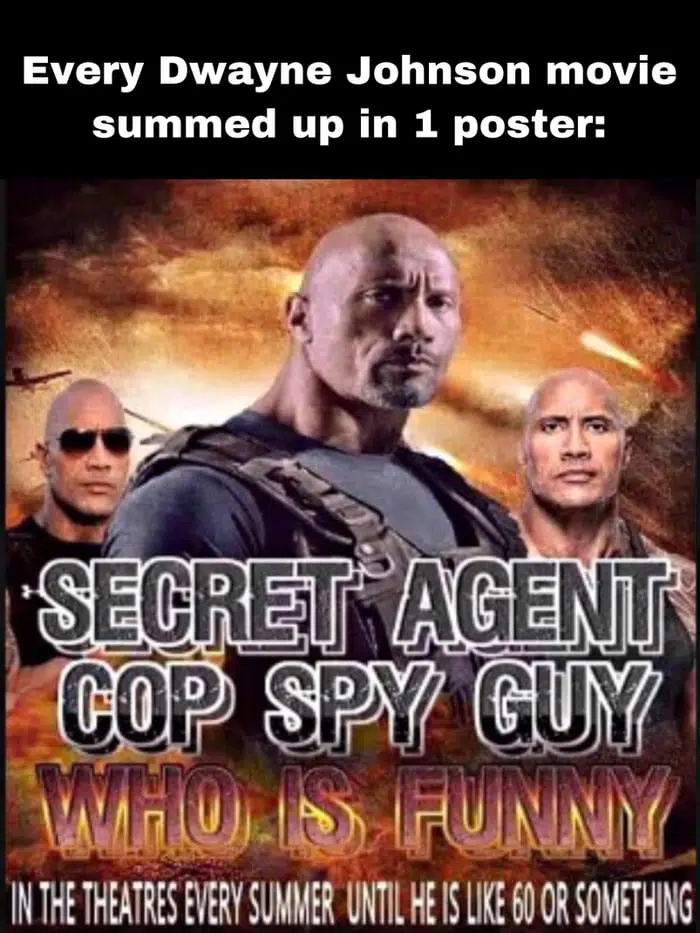 Every Dwayne Johnson movie
summed up in 1 poster:
SECRET AGENT
COP SPY GUY
WHO IS FUNNY
IN THE THEATRES EVERY SUMMER UNTIL HE IS LIKE 60 OR SOMETHING